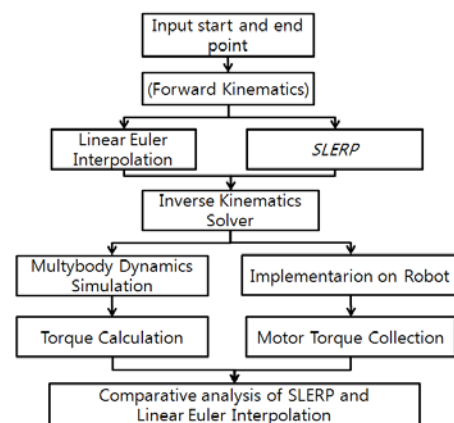 Input start and end
point
(Forward Kinematics)
Linear Euler
Interpolation
SLERP
Inverse Kinematics
Solver
Multybody Dynamics
Simulation
Implementarion on Robot
Torque Calculation
Motor Torque Collection
Comparative analysis of SLERP and
Linear Euler Interpolation